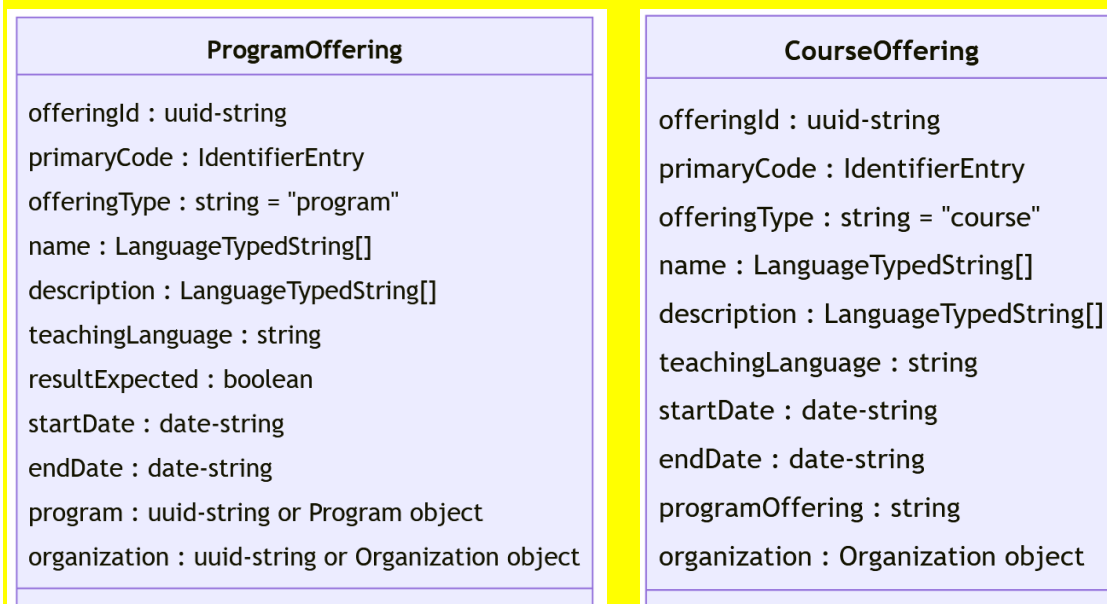 ProgramOffering
offeringId : uuid-string
primaryCode : IdentifierEntry
offeringType : string = "program"
name : LanguageTypedString[]
description : LanguageTypedString[]
teachingLanguage : string
resultExpected : boolean
startDate : date-string
endDate : date-string
program : uuid-string or Program object
organization : uuid-string or Organization object
CourseOffering
offeringId : uuid-string
primaryCode : IdentifierEntry
offeringType : string = "course"
name : LanguageTypedString[]
description : LanguageTypedString[]
teachingLanguage : string
startDate : date-string
endDate : date-string
programOffering : string
organization : Organization object